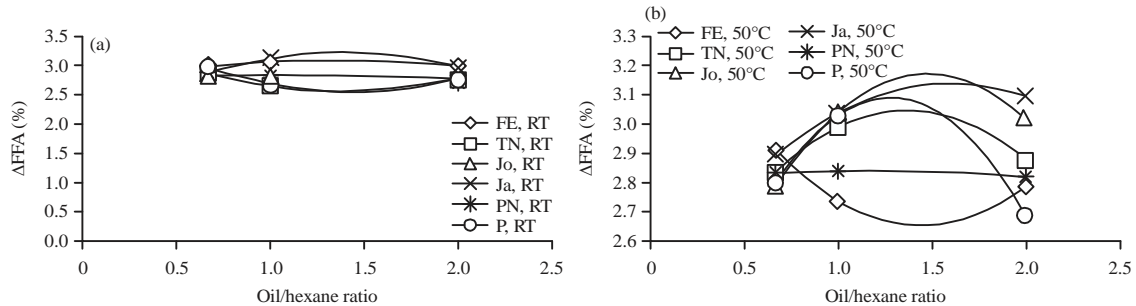 (a)
3.5
3.0
2.5
2.0
1.5
1.0
0.5
0.0
ΔFFA (%)
0
0.5
1.0
1.5
2.0
2.5
Oil/hexane ratio
FE, RT
TN, RT
Jo, RT
Ja, RT
PN, RT
P, RT
(b)
FE, 50°C
TN, 50°C
Jo, 50°C
Ja, 50°C
PN, 50°C
P, 50°C
3.3
3.2
3.1
3.0
2.9
2.8
2.7
2.6
ΔFFA (%)
0
0.5
1.0
1.5
2.0
2.5
Oil/hexane ratio